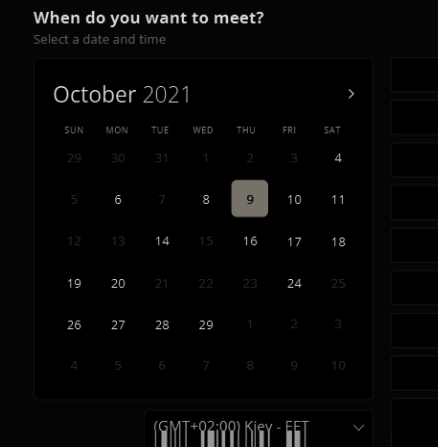 When do you want to meet?
Select a date and time
October 2021
SUN MON TUE WED THU FRI SAT
29 30 31 1 2 3 4
5 6 7 8 9 10 11
12 13 14 15 16 17 18
19 20 21 22 23 24 25
26 27 28 29 1 2 3
4 5 6 7 8 9 10
(GMT+02:00) Kiev - EET